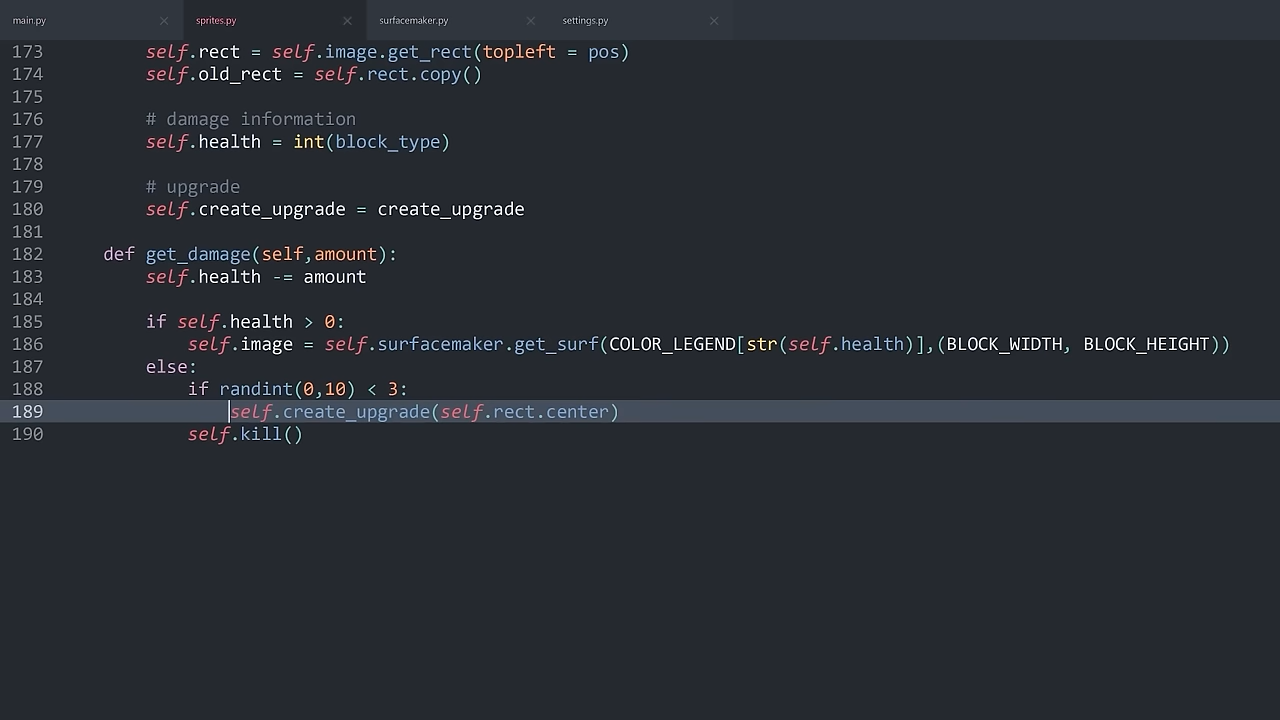 main.py
sprites.py
surfacemaker.py
settings.py
173 self.rect = self.image.get_rect(topleft = pos)
174 self.old_rect = self.rect.copy()
175
176 # damage information
177 self.health = int(block_type)
178
179 # upgrade
180 self.create_upgrade = create_upgrade
181
182 def get_damage(self,amount):
183 self.health -= amount
184
185 if self.health > 0:
186 self.image = self.surfacemaker.get_surf(COLOR_LEGEND[str(self.health)],(BLOCK_WIDTH, BLOCK_HEIGHT))
187 else:
188 if randint(0,10) < 3:
189 self.create_upgrade(self.rect.center)
190 self.kill()